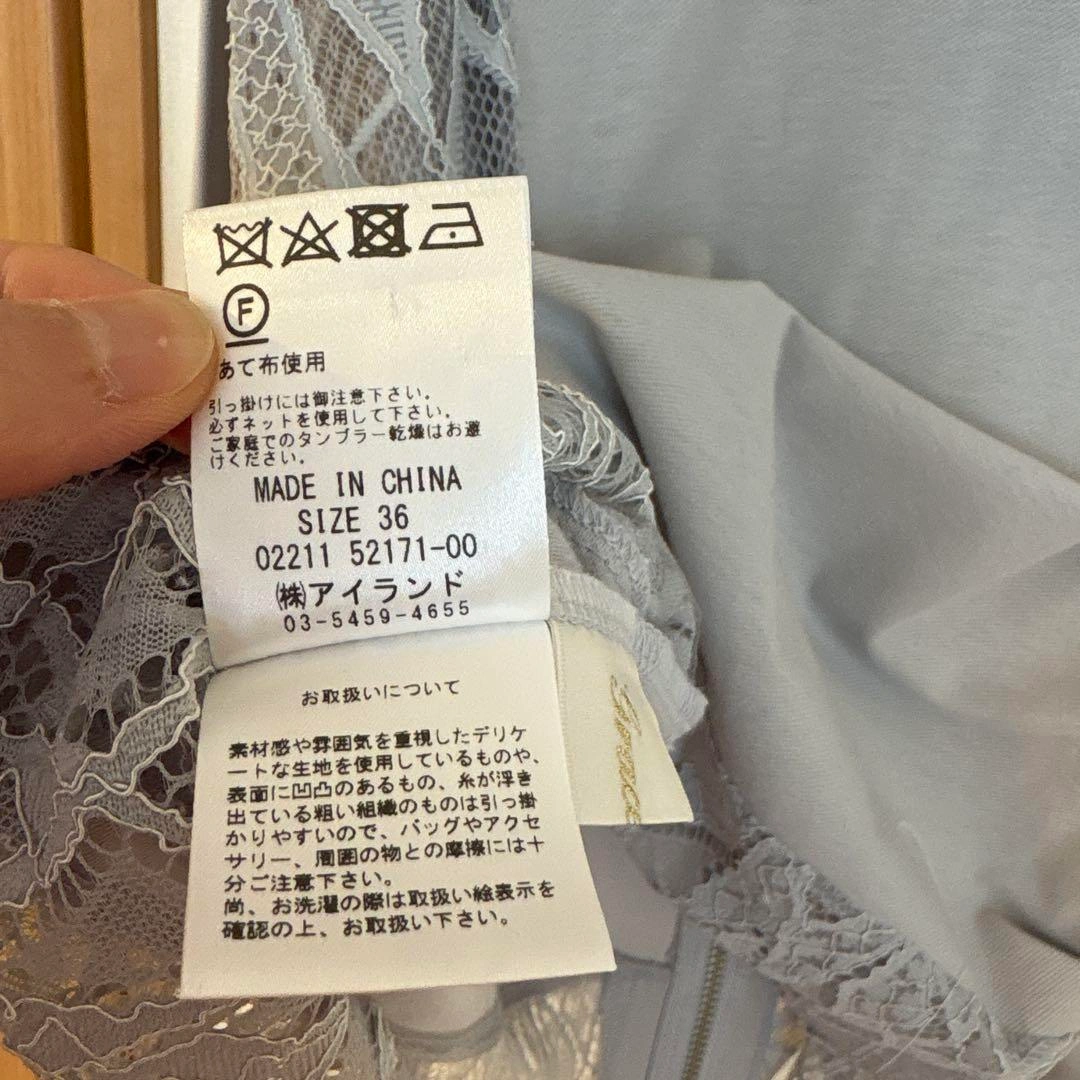 F
あて布使用
引っ掛けには御注意下さい。
必ずネットを使用して下さい。
ご家庭でのタンブラー乾燥はお避
けください。
MADE IN CHINA
SIZE 36
02211 52171-00
㈱アイランド
03-5459-4655
お取扱いについて
素材感や雰囲気を重視したデリケ
ートな生地を使用しているものや、
表面に凹凸のあるもの、糸が浮き
出ている粗い組織のものは引っ掛
かりやすいので、バッグやアクセ
サリー、周囲の物との摩擦には十
分ご注意下さい。
尚、お洗濯の際は取扱い絵表示を
確認の上、お取扱い下さい。